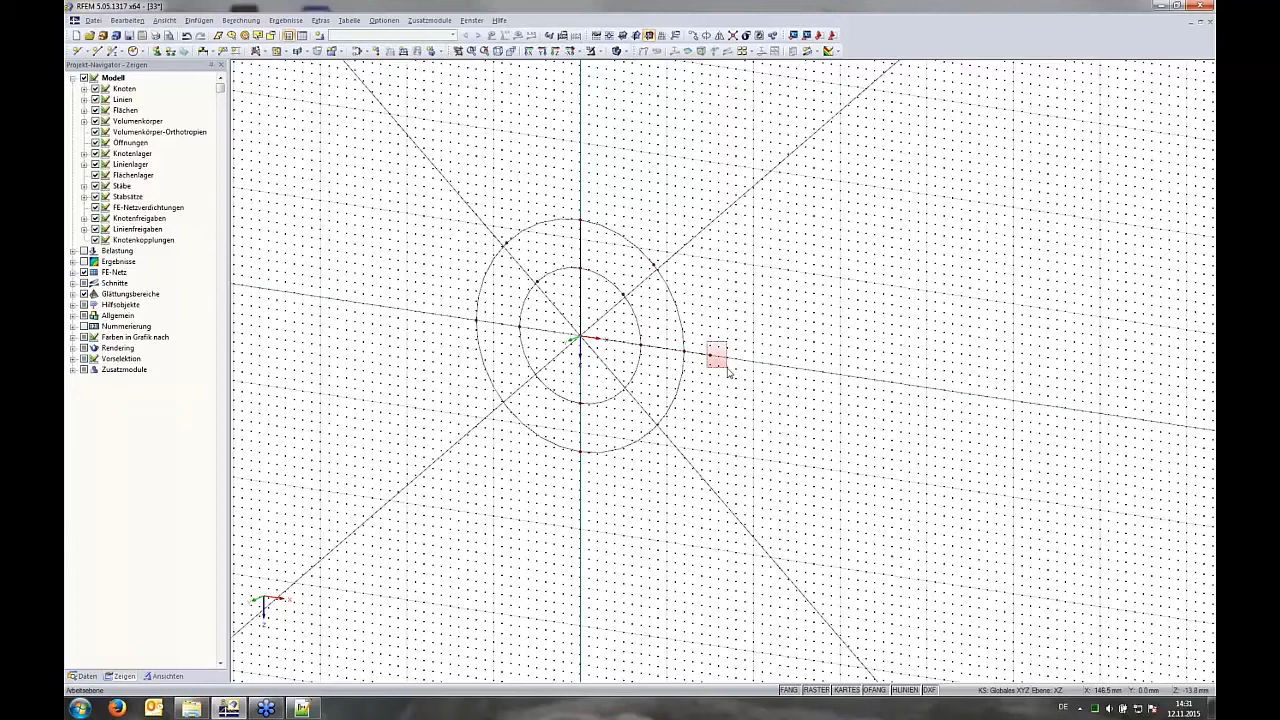 RFEM 5.05.1317 x64 - [33*]
Datei Bearbeiten Ansicht Einfügen Berechnung Ergebnisse Extras Tabelle Optionen Zusatzmodule Fenster Hilfe
Projekt-Navigator - Zeigen
Modell
Knoten
Linien
Flächen
Volumenkörper
Volumenkörper-Orthotropien
Öffnungen
Knotenlager
Linienlager
Flächenlager
Stäbe
Stabsätze
FE-Netzverdichtungen
Knotenfreigaben
Linienfreigaben
Knotenkopplungen
Belastung
Ergebnisse
FE-Netz
Schnitte
Glättungsbereiche
Hilfsobjekte
Allgemein
Nummerierung
Farben in Grafik nach
Rendering
Vorselektion
Zusatzmodule
X
Z
Daten Zeigen Ansichten
Arbeitsebene
FANG RASTER KARTES OFANG HLINIEN DXF KS: Globales XYZ Ebene: XZ X: 146.5 m Y: 0.0 m Z: -13.8 m
DE
14:31
12.11.2015